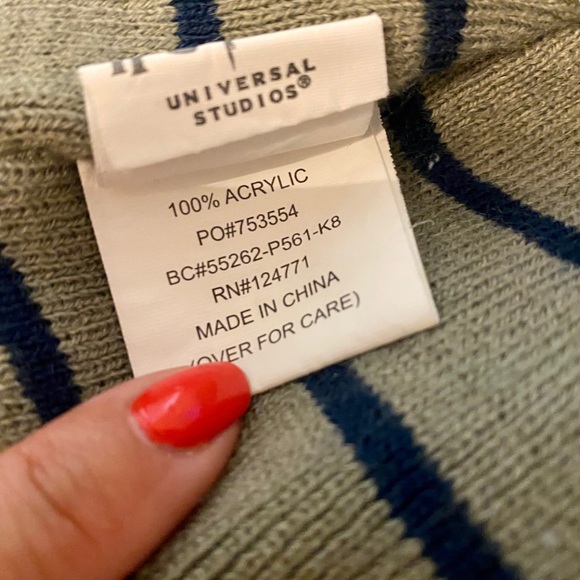 UNIVERSAL
STUDIOS®
100% ACRYLIC
PO#753554
BC#55262-P561-K8
RN#124771
MADE IN CHINA
(OVER FOR CARE)